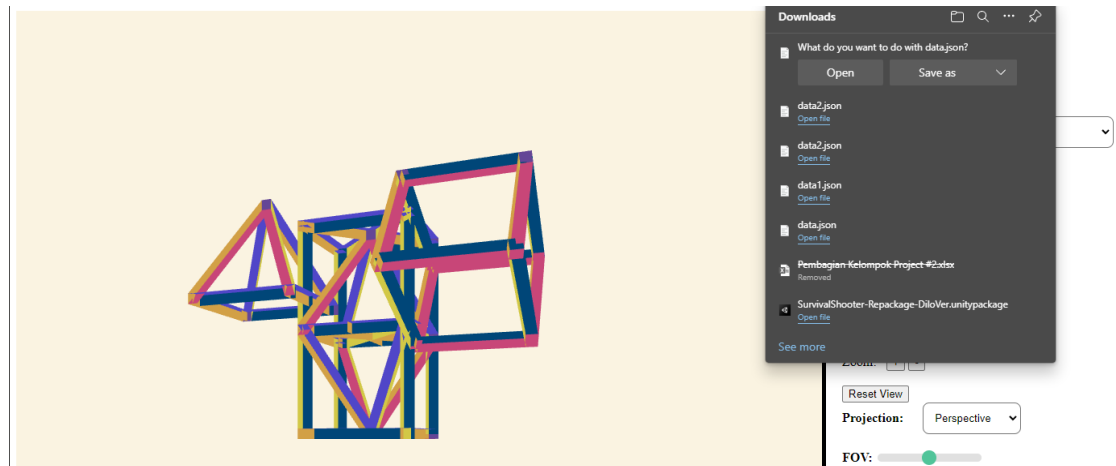 Downloads
What do you want to do with data.json?
Open
Save as
data2.json
Open file
data2.json
Open file
data1.json
Open file
data.json
Open file
Pembagian Kelompok Project #2.xlsx
Removed
SurvivalShooter-Repackage-DiloVer.unitypackage
Open file
See more
Zoom:
Reset View
Projection: Perspective
FOV: